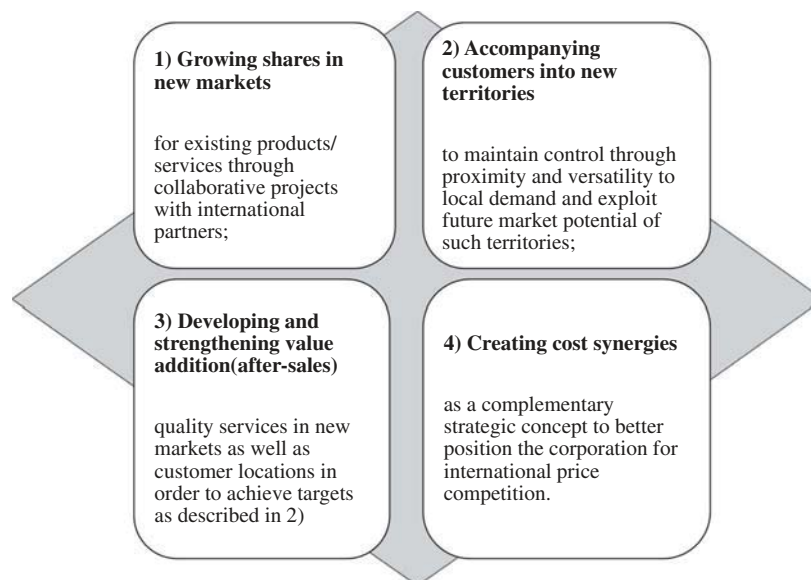 1) Growing shares in
new markets
for existing products/
services through
collaborative projects
with international
partners;
2) Accompanying
customers into new
territories
to maintain control through
proximity and versatility to
local demand and exploit
future market potential of
such territories;
3) Developing and
strengthening value
addition(after-sales)
quality services in new
markets as well as
customer locations in
order to achieve targets
as described in 2)
4) Creating cost synergies
as a complementary
strategic concept to better
position the corporation for
international price
competition.